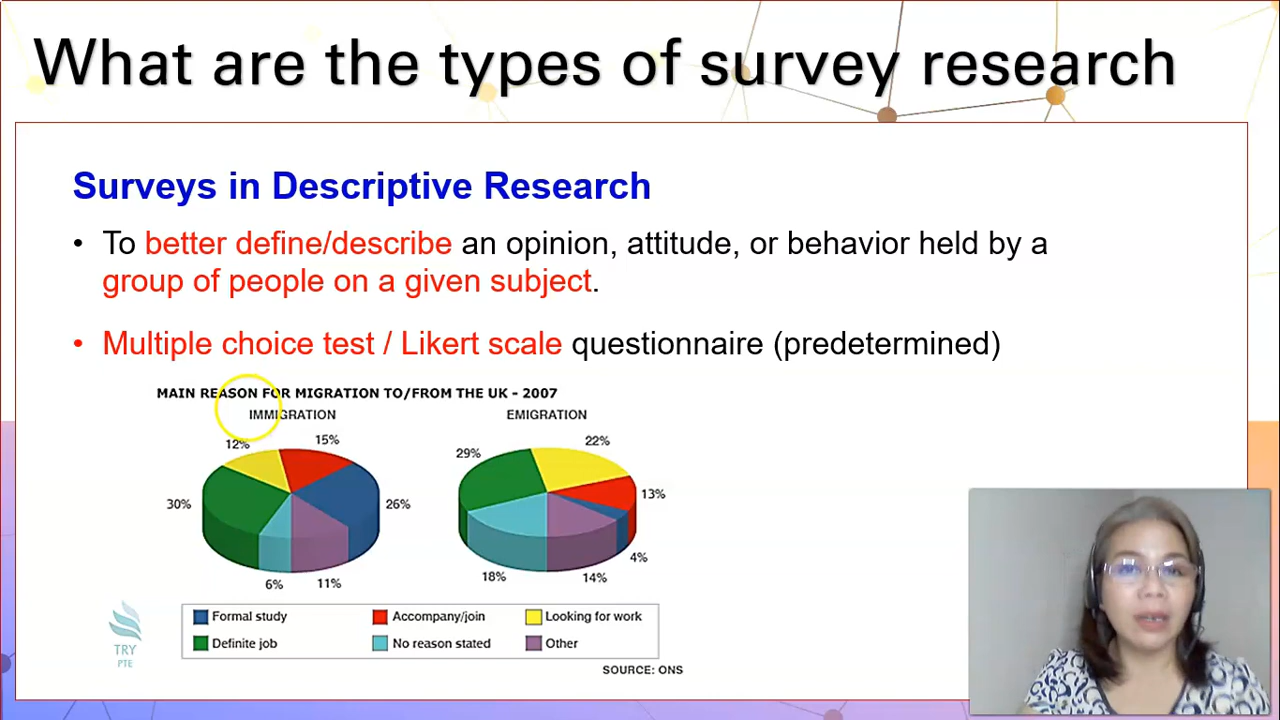 What are the types of survey research
Surveys in Descriptive Research
• To better define/describe an opinion, attitude, or behavior held by a
group of people on a given subject.
• Multiple choice test / Likert scale questionnaire (predetermined)
MAIN REASON FOR MIGRATION TO/FROM THE UK - 2007
IMMIGRATION EMIGRATION
12% 15% 29% 22%
30% 26% 13%
6% 11% 18% 14% 4%
Formal study Accompany/join Looking for work
Definite job No reason stated Other
TRY
PTE
SOURCE: ONS